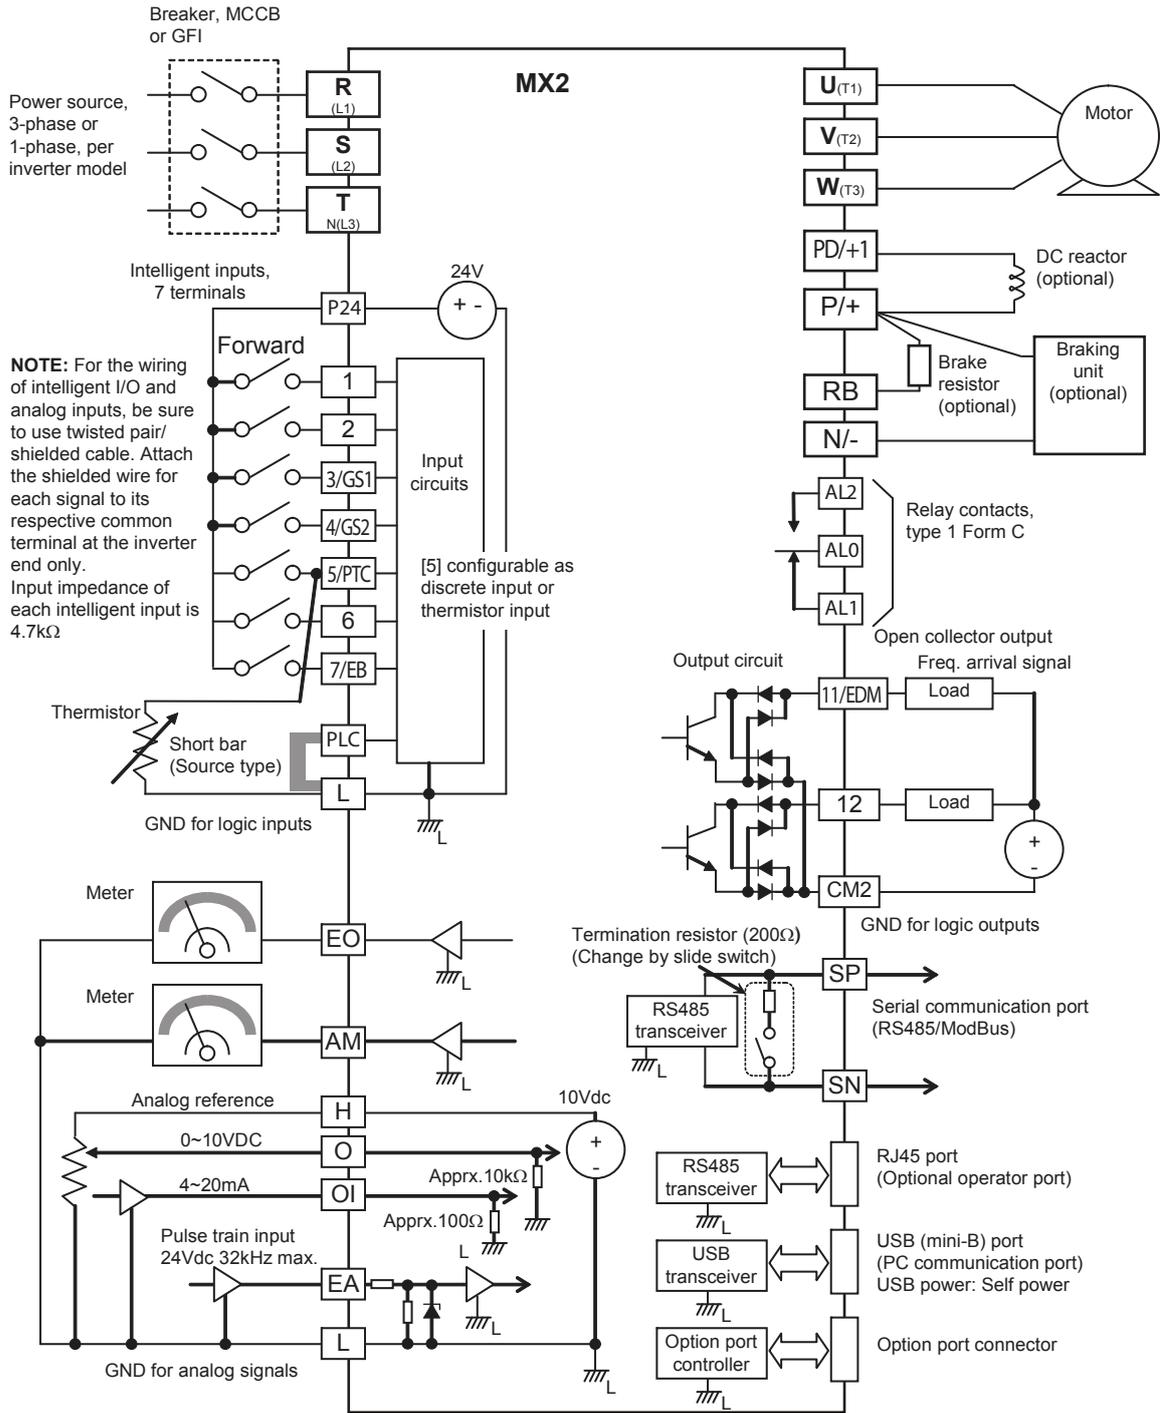 Breaker, MCCB
or GFI
MX2
Power source,
3-phase or
1-phase, per
inverter model
R
(L1)
S
(L2)
T
N(L3)
U(T1)
V(T2)
W(T3)
Motor
PD/+1
P/+
DC reactor
(optional)
RB
N/-
Brake
resistor
(optional)
Braking
unit
(optional)
Intelligent inputs,
7 terminals
P24
24V
+ -
Forward
NOTE: For the wiring
of intelligent I/O and
analog inputs, be sure
to use twisted pair/
shielded cable. Attach
the shielded wire for
each signal to its
respective common
terminal at the inverter
end only.
Input impedance of
each intelligent input is
4.7kΩ
1
2
3/GS1
4/GS2
5/PTC
6
7/EB
PLC
L
Input
circuits
[5] configurable as
discrete input or
thermistor input
Thermistor
Short bar
(Source type)
GND for logic inputs
L
AL2
AL0
AL1
Relay contacts,
type 1 Form C
Open collector output
Freq. arrival signal
Output circuit
11/EDM
Load
12
Load
+
-
CM2
GND for logic outputs
Meter
EO
L
Meter
AM
L
Termination resistor (200Ω)
(Change by slide switch)
SP
RS485
transceiver
L
Serial communication port
(RS485/ModBus)
SN
Analog reference
H
10Vdc
+
-
0~10VDC
O
Apprx.10kΩ
4~20mA
OI
Apprx.100Ω
L
Pulse train input
24Vdc 32kHz max.
EA
L
L
GND for analog signals
L
RS485
transceiver
L
RJ45 port
(Optional operator port)
USB
transceiver
L
USB (mini-B) port
(PC communication port)
USB power: Self power
Option port
controller
L
Option port connector